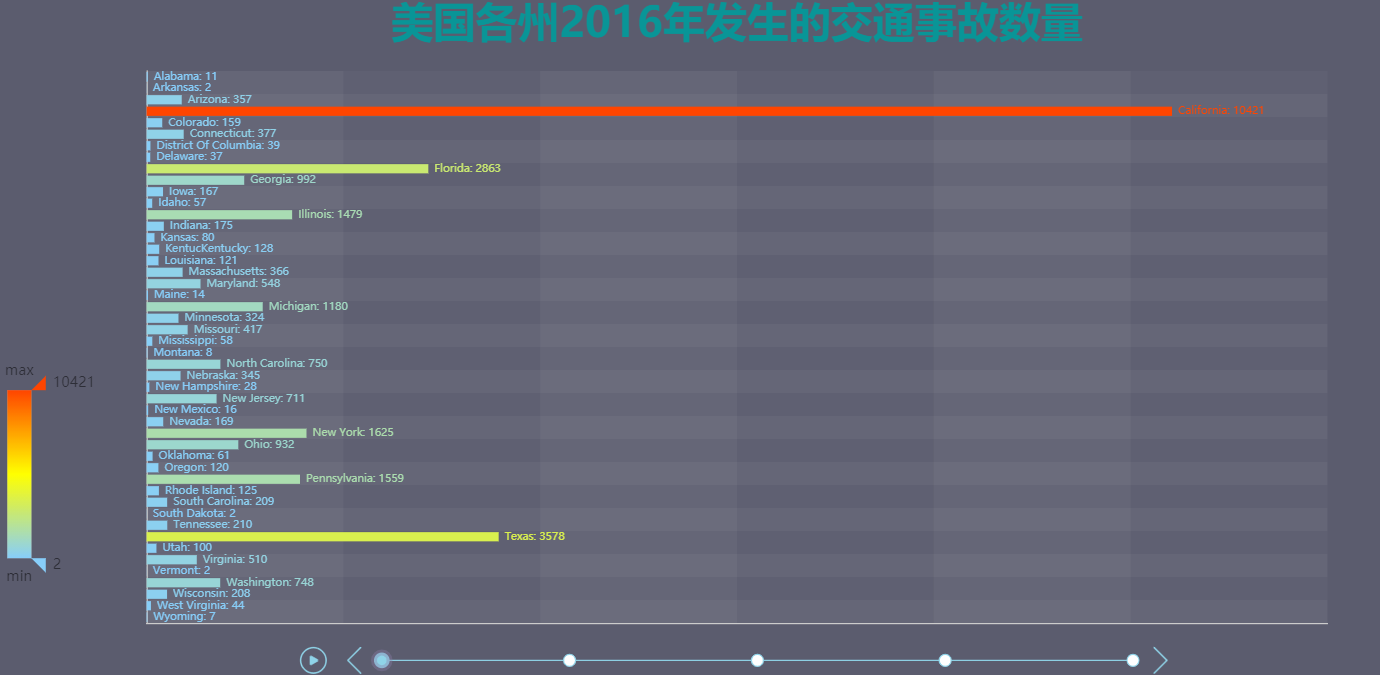 美国各州2016年发生的交通事故数量
Alabama: 11
Arkansas: 2
Arizona: 357
California: 10421
Colorado: 159
Connecticut: 377
District Of Columbia: 39
Delaware: 37
Florida: 2863
Georgia: 992
Iowa: 167
Idaho: 57
Illinois: 1479
Indiana: 175
Kansas: 80
KentucKentucky: 128
Louisiana: 121
Massachusetts: 366
Maryland: 548
Maine: 14
Michigan: 1180
Minnesota: 324
Missouri: 417
Mississippi: 58
Montana: 8
North Carolina: 750
Nebraska: 345
New Hampshire: 28
New Jersey: 711
New Mexico: 16
Nevada: 169
New York: 1625
Ohio: 932
Oklahoma: 61
Oregon: 120
Pennsylvania: 1559
Rhode Island: 125
South Carolina: 209
South Dakota: 2
Tennessee: 210
Texas: 3578
Utah: 100
Virginia: 510
Vermont: 2
Washington: 748
Wisconsin: 208
West Virginia: 44
Wyoming: 7
max
10421
2
min